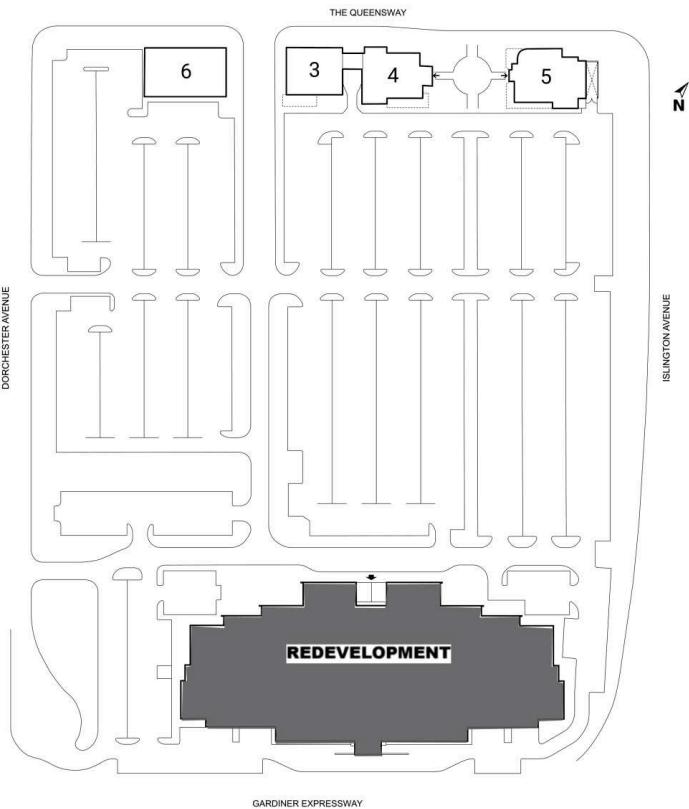 THE QUEENSWAY
6
3
4
5
N
DORCHESTER AVENUE
ISLINGTON AVENUE
REDEVELOPMENT
GARDINER EXPRESSWAY